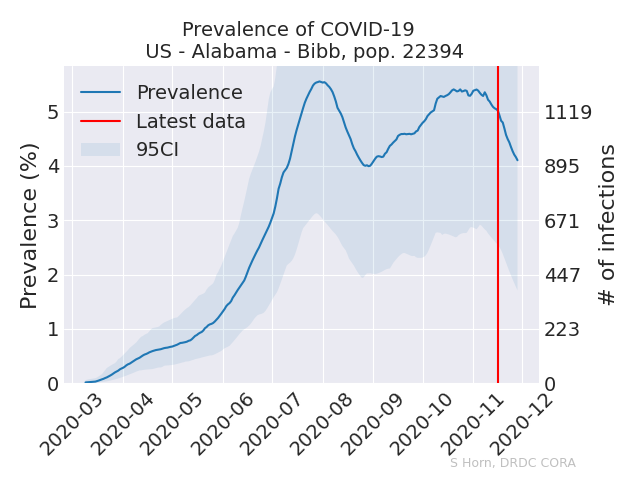 Prevalence of COVID-19
US - Alabama - Bibb, pop. 22394
Prevalence
Latest data
95CI
Prevalence (%)
5
4
3
2
1
0
1119
895
671
447
223
0
# of infections
2020-03
2020-04
2020-05
2020-06
2020-07
2020-08
2020-09
2020-10
2020-11
2020-12
S Horn, DRDC CORA